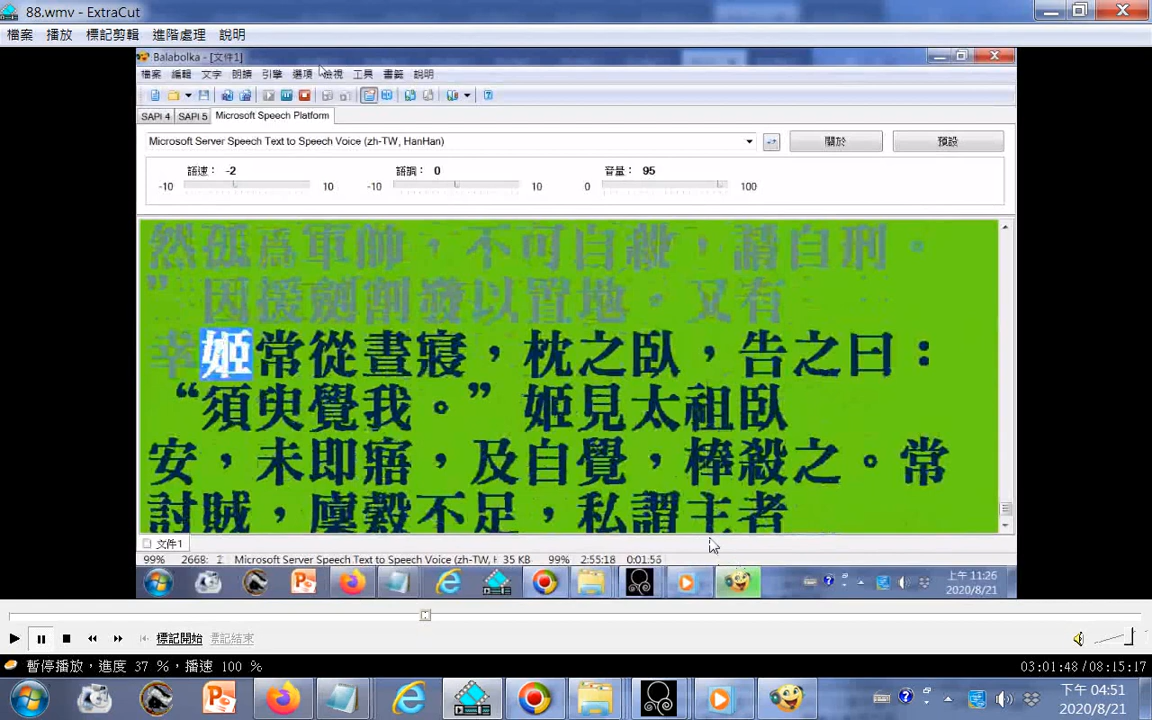 88.wmv - ExtraCut
檔案 播放 標記剪輯 進階處理 說明
Balabolka - [文件1]
檔案 編輯 文字 朗讀 引擎 選項 檢視 工具 書籤 說明
SAPI 4 SAPI 5 Microsoft Speech Platform
Microsoft Server Speech Text to Speech Voice (zh-TW, HanHan) 關於 預設
語速： -2 語調： 0 音量： 95
-10 10 -10 10 0 100
然孤為軍帥，不可自殺，請自刑。
”因援劍割發以置地。又有
幸姬常從晝寢，枕之臥，告之曰：
“須臾覺我。”姬見太祖臥
安，未即寤，及自覺，棒殺之。常
討賊，廩穀不足，私謂主者
文件1
99% 2668: 2 Microsoft Server Speech Text to Speech Voice (zh-TW, H 35 KB 99% 2:55:18 0:01:56
上午 11:26
2020/8/21
標記開始 標記結束
暫停播放，進度 37 %，播速 100 % 03:01:48 / 08:15:17
下午 04:51
2020/8/21